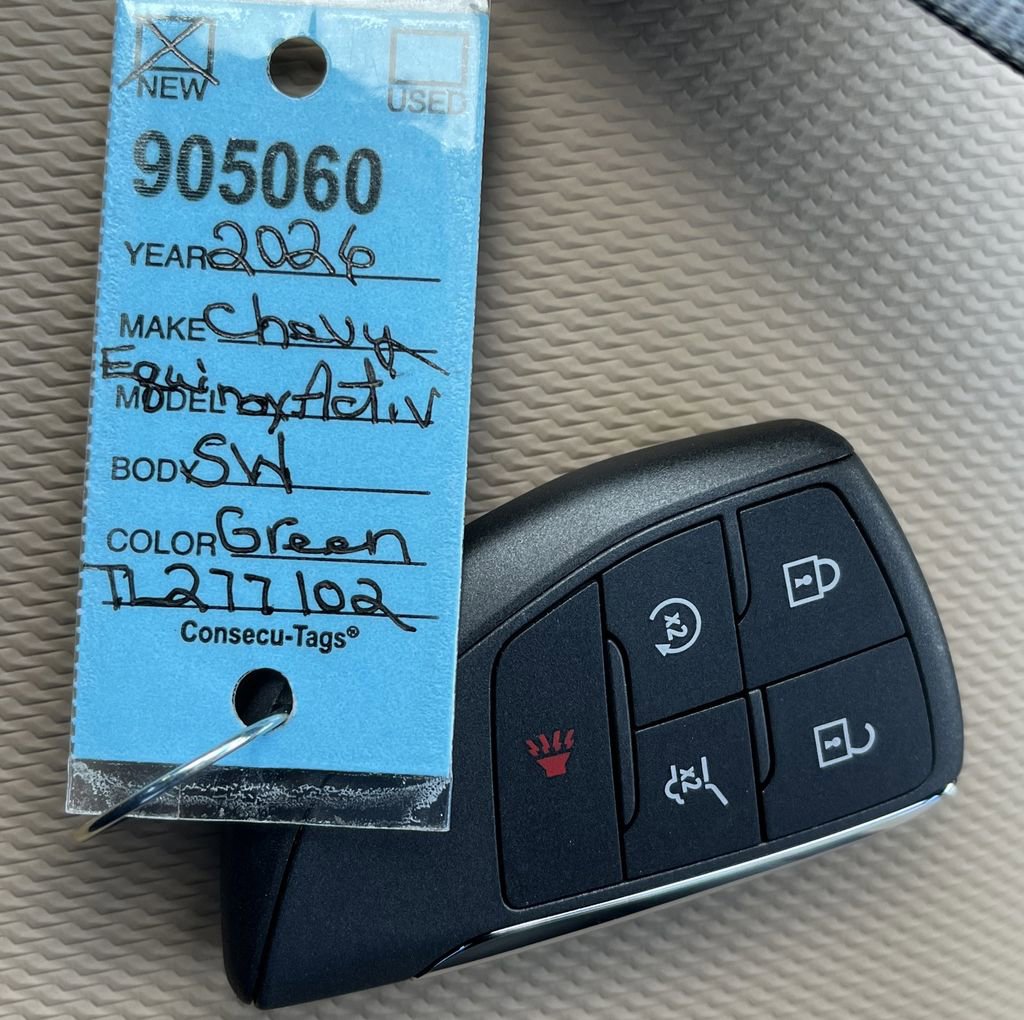 NEW USED
905060
YEAR 2026
MAKE Chevy
Equinox Activ
MODEL
BODY SW
COLOR Green
TL277102
Consecu-Tags®
x2
x2